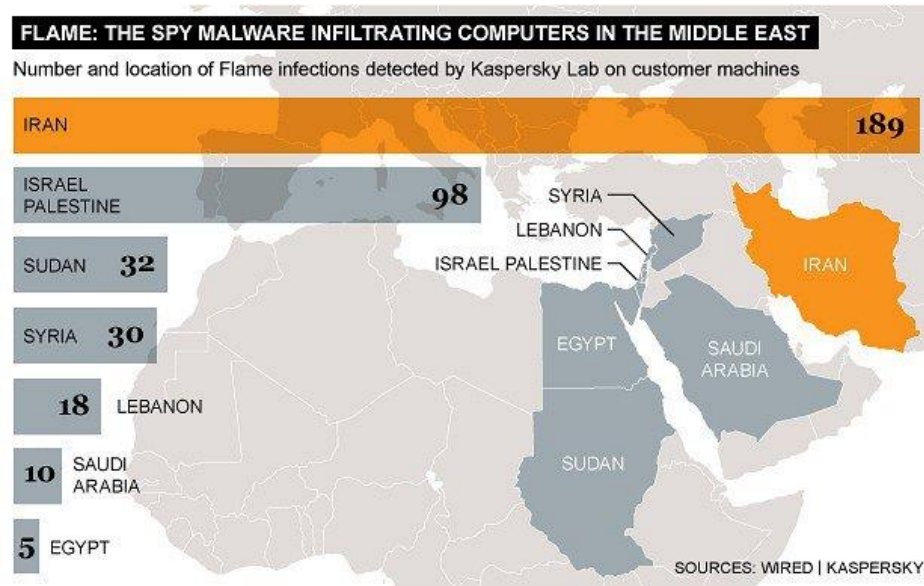 FLAME: THE SPY MALWARE INFILTRATING COMPUTERS IN THE MIDDLE EAST
Number and location of Flame infections detected by Kaspersky Lab on customer machines
IRAN 189
ISRAEL
PALESTINE 98
SUDAN 32
SYRIA 30
18 LEBANON
10 SAUDI
ARABIA
5 EGYPT
SYRIA
LEBANON
ISRAEL PALESTINE
IRAN
EGYPT
SAUDI
ARABIA
SUDAN
SOURCES: WIRED | KASPERSKY